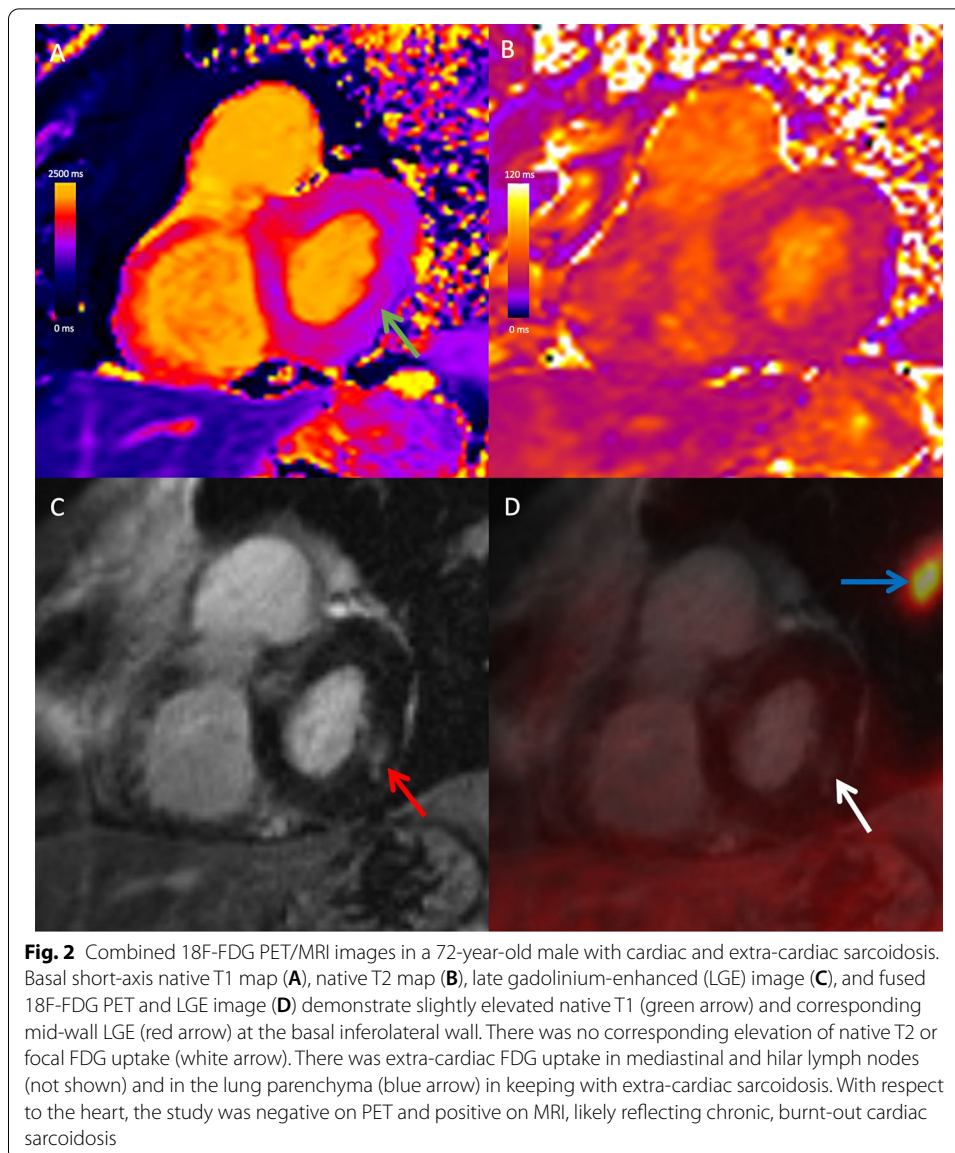 A
B
2500 ms
0 ms
120 ms
0 ms
C
D
Fig. 2 Combined 18F-FDG PET/MRI images in a 72-year-old male with cardiac and extra-cardiac sarcoidosis.
Basal short-axis native T1 map (A), native T2 map (B), late gadolinium-enhanced (LGE) image (C), and fused
18F-FDG PET and LGE image (D) demonstrate slightly elevated native T1 (green arrow) and corresponding
mid-wall LGE (red arrow) at the basal inferolateral wall. There was no corresponding elevation of native T2 or
focal FDG uptake (white arrow). There was extra-cardiac FDG uptake in mediastinal and hilar lymph nodes
(not shown) and in the lung parenchyma (blue arrow) in keeping with extra-cardiac sarcoidosis. With respect
to the heart, the study was negative on PET and positive on MRI, likely reflecting chronic, burnt-out cardiac
sarcoidosis